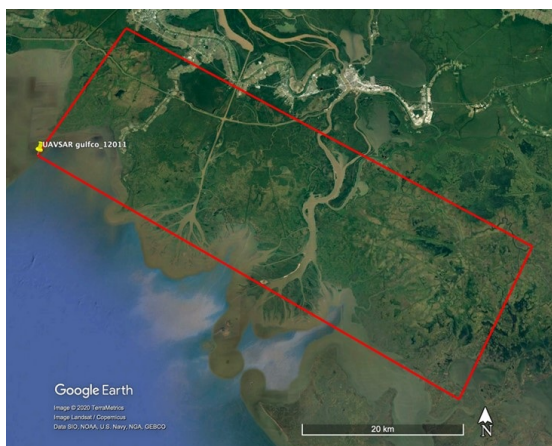 UAVSAR gulfco_12011
Google Earth
Image © 2020 TerraMetrics
Image Landsat / Copernicus
Data SIO, NOAA, U.S. Navy, NGA, GEBCO
20 km
N